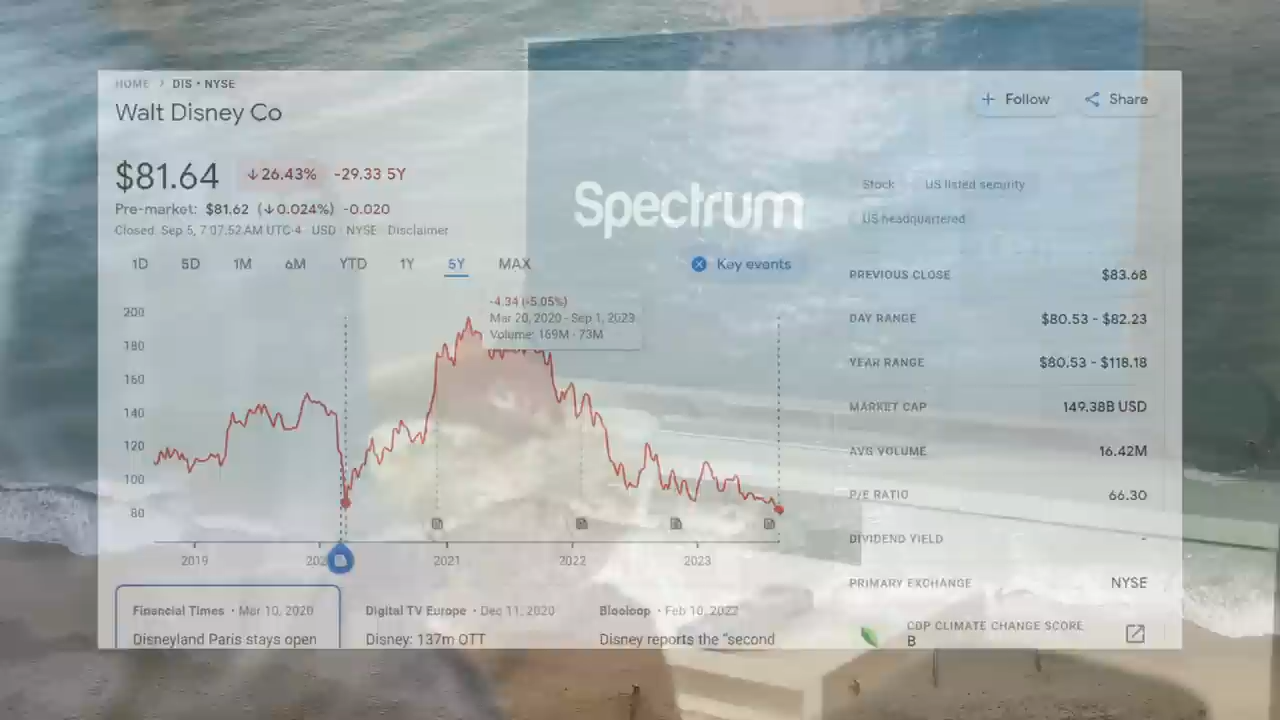 HOME > DIS • NYSE
Walt Disney Co
+ Follow
Share
$81.64 ↓26.43% -29.33 5Y
Pre-market: $81.62 (↓0.024%) -0.020
Closed: Sep 5, 7:07:52 AM UTC-4 · USD · NYSE · Disclaimer
Spectrum
Stock
US listed security
US headquartered
1D 5D 1M 6M YTD 1Y 5Y MAX
Key events
-4.34 (-5.05%)
Mar 20, 2020 - Sep 1, 2023
Volume: 169M · 73M
200
180
160
140
120
100
80
2019 202 2021 2022 2023
PREVIOUS CLOSE $83.68
DAY RANGE $80.53 - $82.23
YEAR RANGE $80.53 - $118.18
MARKET CAP 149.38B USD
AVG VOLUME 16.42M
P/E RATIO 66.30
DIVIDEND YIELD -
PRIMARY EXCHANGE NYSE
CDP CLIMATE CHANGE SCORE
B
Financial Times • Mar 10, 2020
Disneyland Paris stays open
Digital TV Europe • Dec 11, 2020
Disney: 137m OTT
Blooloop • Feb 10, 2022
Disney reports the "second